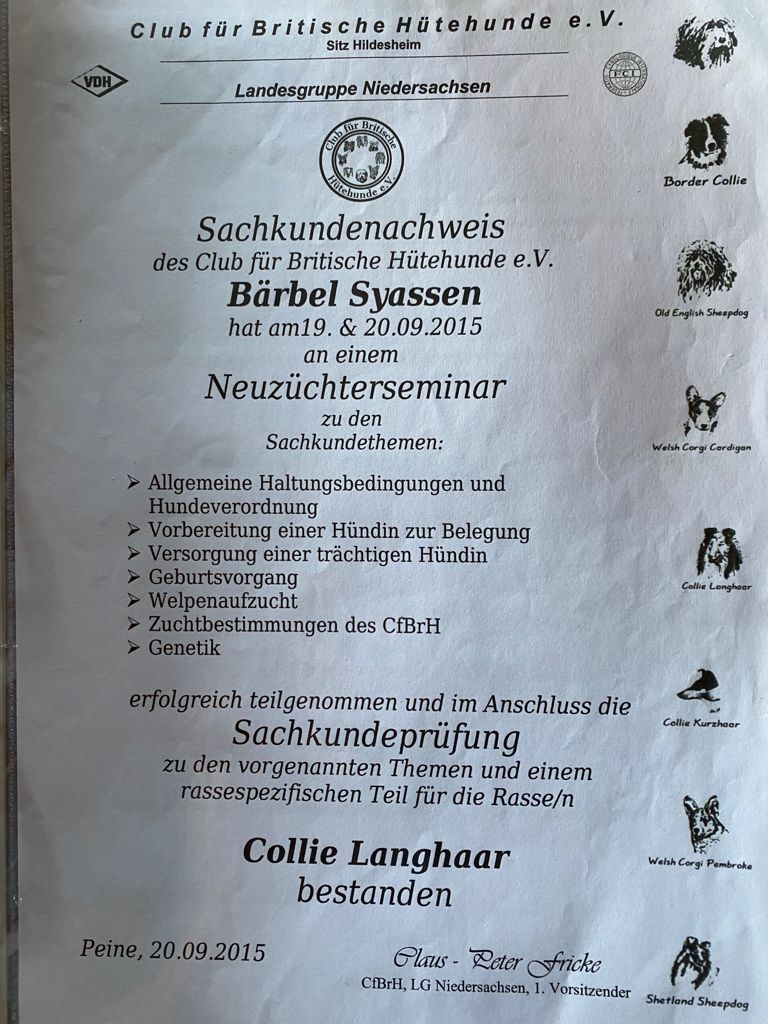 Club für Britische Hütehunde e.V.
Sitz Hildesheim
VDH
FCI
Landesgruppe Niedersachsen
Club für Britische
Hütehunde e.V.
Sachkundenachweis
des Club für Britische Hütehunde e.V.
Bärbel Syassen
hat am19. & 20.09.2015
an einem
Neuzüchterseminar
zu den
Sachkundethemen:
➢ Allgemeine Haltungsbedingungen und
Hundeverordnung
➢ Vorbereitung einer Hündin zur Belegung
➢ Versorgung einer trächtigen Hündin
➢ Geburtsvorgang
➢ Welpenaufzucht
➢ Zuchtbestimmungen des CfBrH
➢ Genetik
erfolgreich teilgenommen und im Anschluss die
Sachkundeprüfung
zu den vorgenannten Themen und einem
rassespezifischen Teil für die Rasse/n
Collie Langhaar
bestanden
Peine, 20.09.2015
Claus - Peter Fricke
CfBrH, LG Niedersachsen, 1. Vorsitzender
Border Collie
Old English Sheepdog
Welsh Corgi Cardigan
Collie Langhaar
Collie Kurzhaar
Welsh Corgi Pembroke
Shetland Sheepdog